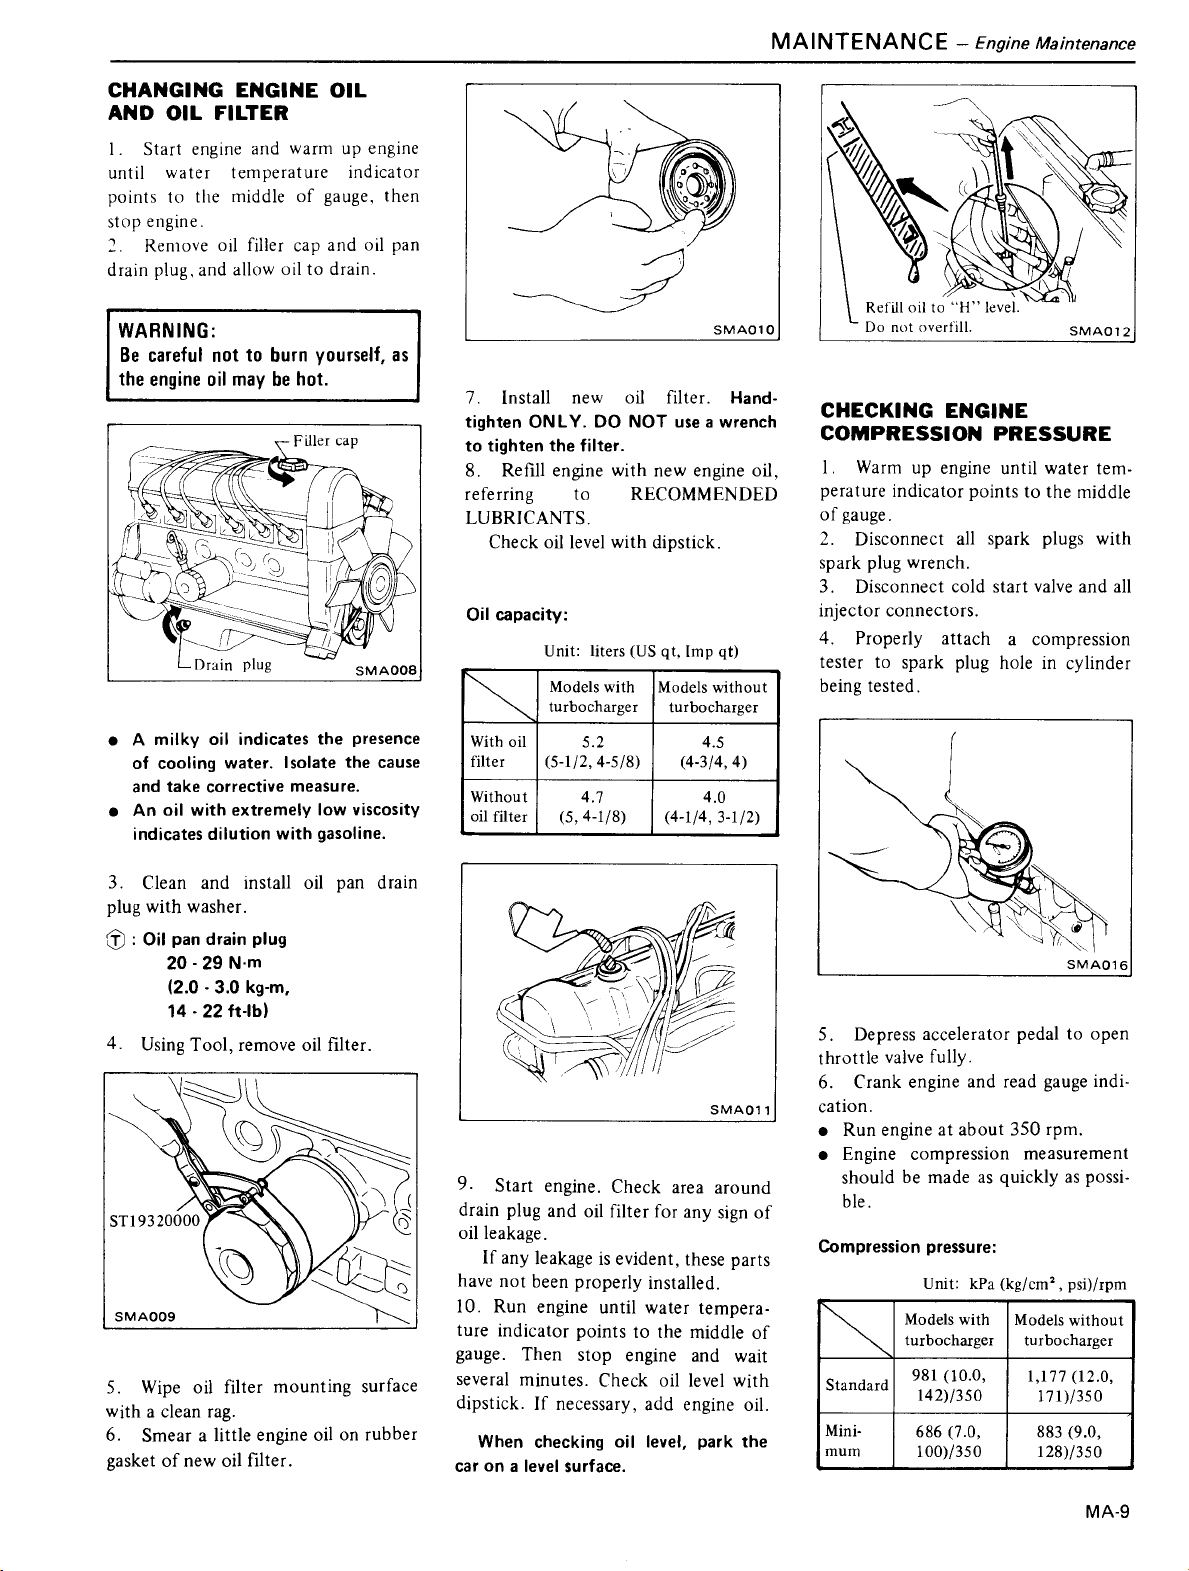 MAINTENANCE – Engine Maintenance
CHANGING ENGINE OIL
AND OIL FILTER
1. Start engine and warm up engine
until water temperature indicator
points to the middle of gauge, then
stop engine.
2. Remove oil filler cap and oil pan
drain plug, and allow oil to drain.
WARNING:
Be careful not to burn yourself, as
the engine oil may be hot.
Filler cap
Drain plug
SMA008
• A milky oil indicates the presence
of cooling water. Isolate the cause
and take corrective measure.
• An oil with extremely low viscosity
indicates dilution with gasoline.
3. Clean and install oil pan drain
plug with washer.
Ⓣ : Oil pan drain plug
20 - 29 N·m
(2.0 - 3.0 kg-m,
14 - 22 ft-lb)
4. Using Tool, remove oil filter.
ST19320000
SMA009
5. Wipe oil filter mounting surface
with a clean rag.
6. Smear a little engine oil on rubber
gasket of new oil filter.
SMA010
7. Install new oil filter. Hand-
tighten ONLY. DO NOT use a wrench
to tighten the filter.
8. Refill engine with new engine oil,
referring to RECOMMENDED
LUBRICANTS.
Check oil level with dipstick.
Oil capacity:
Unit: liters (US qt, Imp qt)
Models with Models without
turbocharger turbocharger
With oil 5.2 4.5
filter (5-1/2, 4-5/8) (4-3/4, 4)
Without 4.7 4.0
oil filter (5, 4-1/8) (4-1/4, 3-1/2)
SMA011
9. Start engine. Check area around
drain plug and oil filter for any sign of
oil leakage.
If any leakage is evident, these parts
have not been properly installed.
10. Run engine until water tempera-
ture indicator points to the middle of
gauge. Then stop engine and wait
several minutes. Check oil level with
dipstick. If necessary, add engine oil.
When checking oil level, park the
car on a level surface.
H
L
Refill oil to "H" level.
Do not overfill.
SMA012
CHECKING ENGINE
COMPRESSION PRESSURE
1. Warm up engine until water tem-
perature indicator points to the middle
of gauge.
2. Disconnect all spark plugs with
spark plug wrench.
3. Disconnect cold start valve and all
injector connectors.
4. Properly attach a compression
tester to spark plug hole in cylinder
being tested.
SMA016
5. Depress accelerator pedal to open
throttle valve fully.
6. Crank engine and read gauge indi-
cation.
• Run engine at about 350 rpm.
• Engine compression measurement
should be made as quickly as possi-
ble.
Compression pressure:
Unit: kPa (kg/cm², psi)/rpm
Models with Models without
turbocharger turbocharger
Standard 981 (10.0, 1,177 (12.0,
142)/350 171)/350
Mini- 686 (7.0, 883 (9.0,
mum 100)/350 128)/350
MA-9